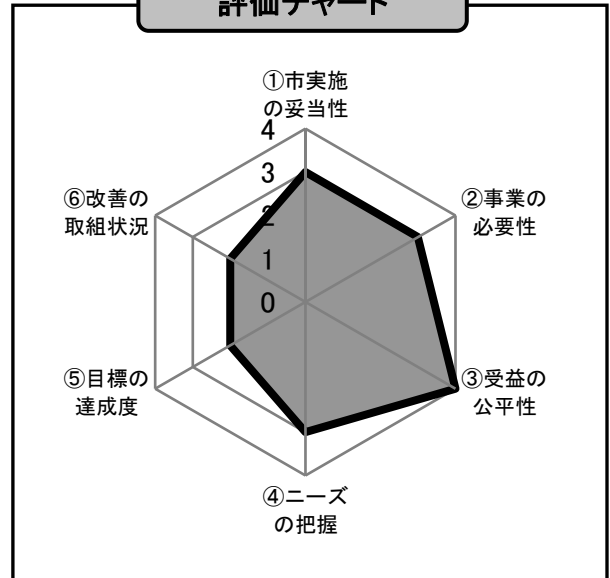 評価チャート
①市実施
の妥当性
4
3
2
1
0
②事業の
必要性
③受益の
公平性
④ニーズ
の把握
⑤目標の
達成度
⑥改善の
取組状況